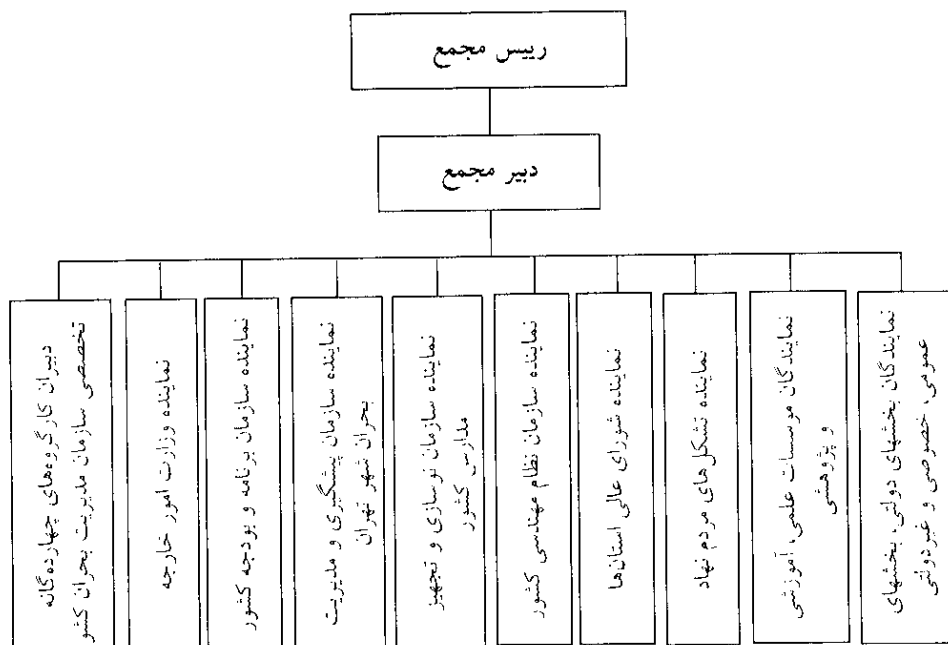 رییس مجمع
دبیر مجمع
نمایندگان بخشهای دولتی، بخشهای
عمومی، خصوصی و غیردولتی
نمایندگان موسسات علمی، آموزشی
و پژوهشی
نماینده تشکل‌های مردم نهاد
نماینده شورای عالی استان‌ها
نماینده سازمان نظام مهندسی کشور
نماینده سازمان نوسازی و تجهیز
مدارس کشور
نماینده سازمان پیشگیری و مدیریت
بحران شهر تهران
نماینده سازمان برنامه و بودجه کشور
نماینده وزارت امور خارجه
دبیران کارگروه‌های چهارده‌گانه
تخصصی سازمان مدیریت بحران کشو